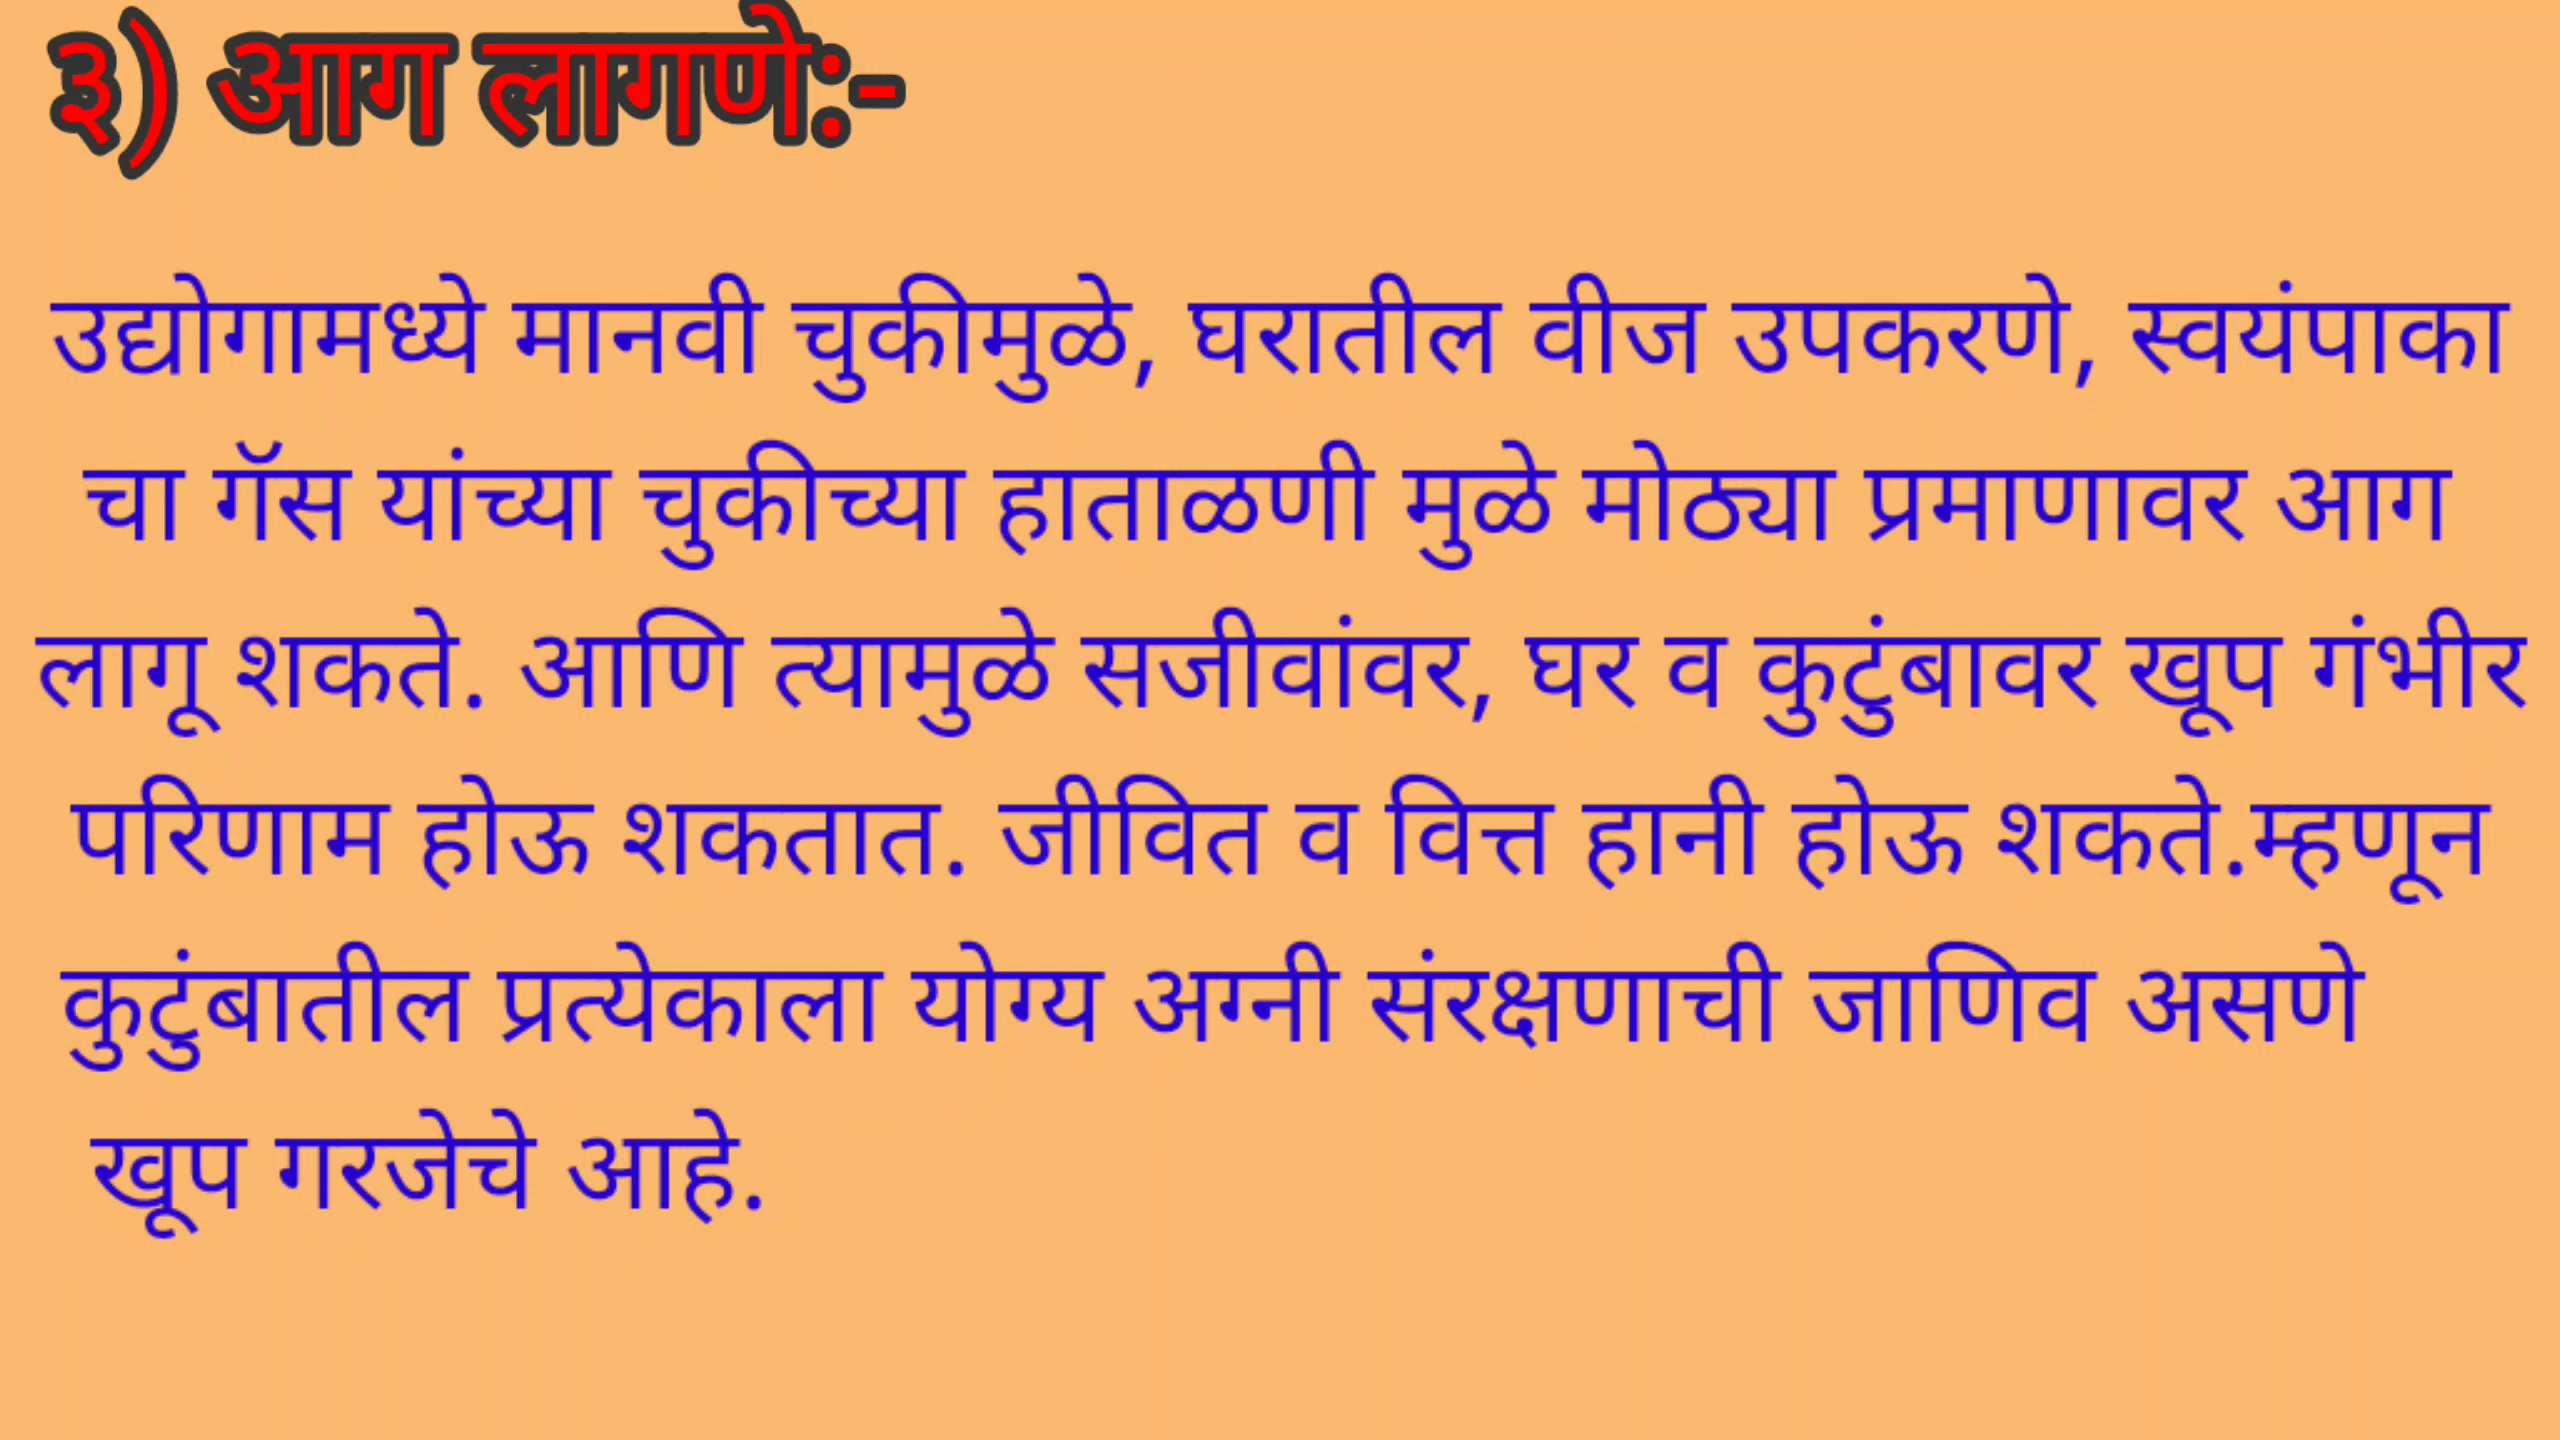 ३) आग लागणे:-
उद्योगामध्ये मानवी चुकीमुळे, घरातील वीज उपकरणे, स्वयंपाका
चा गॅस यांच्या चुकीच्या हाताळणी मुळे मोठ्या प्रमाणावर आग
लागू शकते. आणि त्यामुळे सजीवांवर, घर व कुटुंबावर खूप गंभीर
परिणाम होऊ शकतात. जीवित व वित्त हानी होऊ शकते.म्हणून
कुटुंबातील प्रत्येकाला योग्य अग्नी संरक्षणाची जाणिव असणे
खूप गरजेचे आहे.